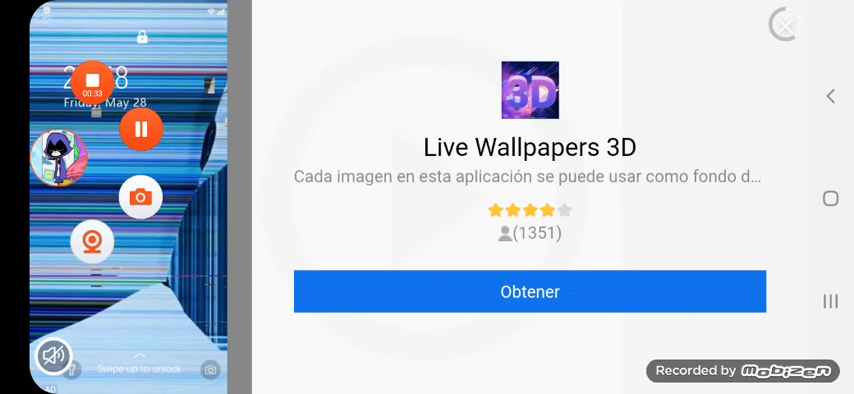 00:33
Friday, May 28
Swipe up to unlock
AD
3D
Live Wallpapers 3D
Cada imagen en esta aplicación se puede usar como fondo d...
(1351)
Obtener
Recorded by mobizen